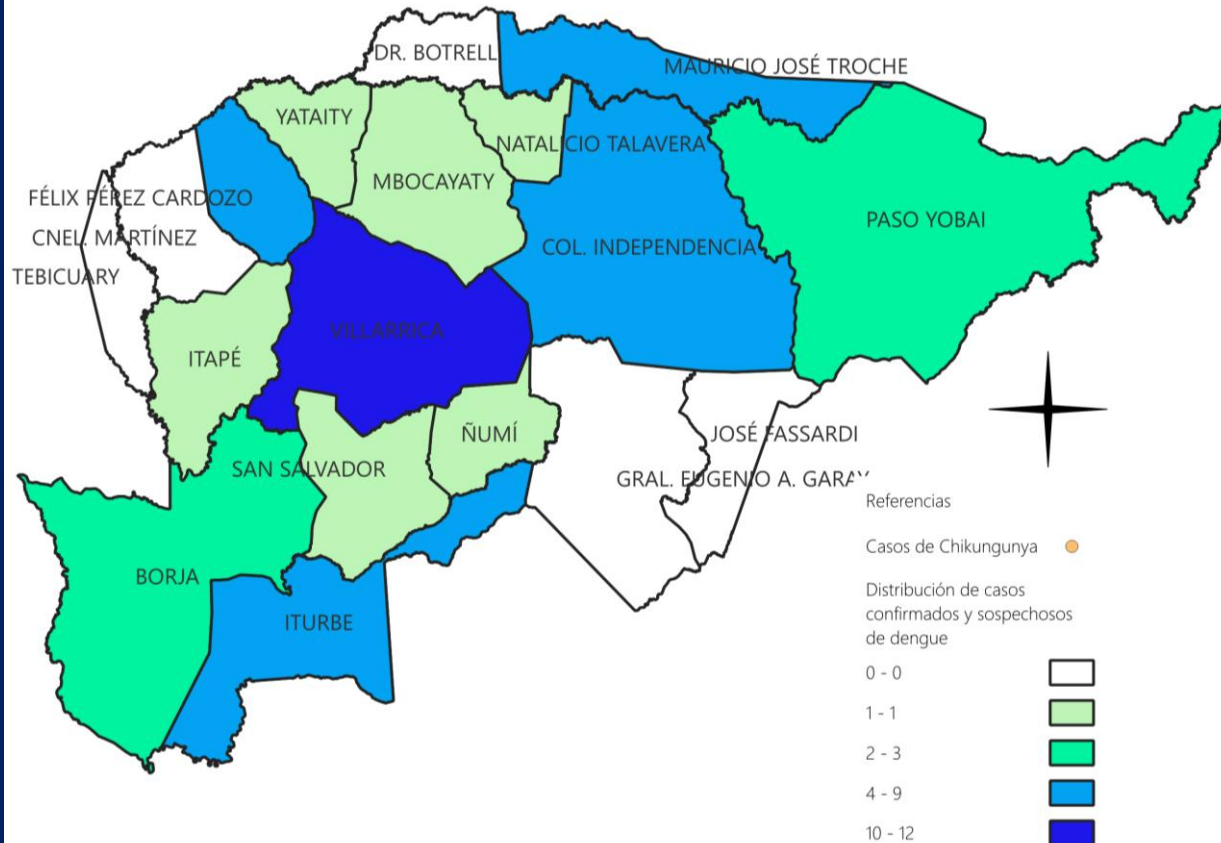 DR. BOTRELL
MAURICIO JOSÉ TROCHE
YATAITY
NATALICIO TALAVERA
MBOCAYATY
FÉLIX PÉREZ CARDOZO
PASO YOBAI
CNEL. MARTÍNEZ
COL. INDEPENDENCIA
TEBICUARY
VILLARRICA
ITAPÉ
ÑUMÍ
JOSÉ FASSARDI
SAN SALVADOR
GRAL. EUGENIO A. GARAY
BORJA
ITURBE
Referencias
Casos de Chikungunya
Distribución de casos
confirmados y sospechosos
de dengue
0 - 0
1 - 1
2 - 3
4 - 9
10 - 12